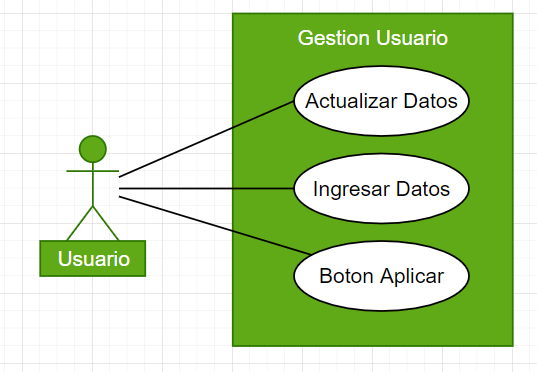 Gestion Usuario
Actualizar Datos
Ingresar Datos
Boton Aplicar
Usuario